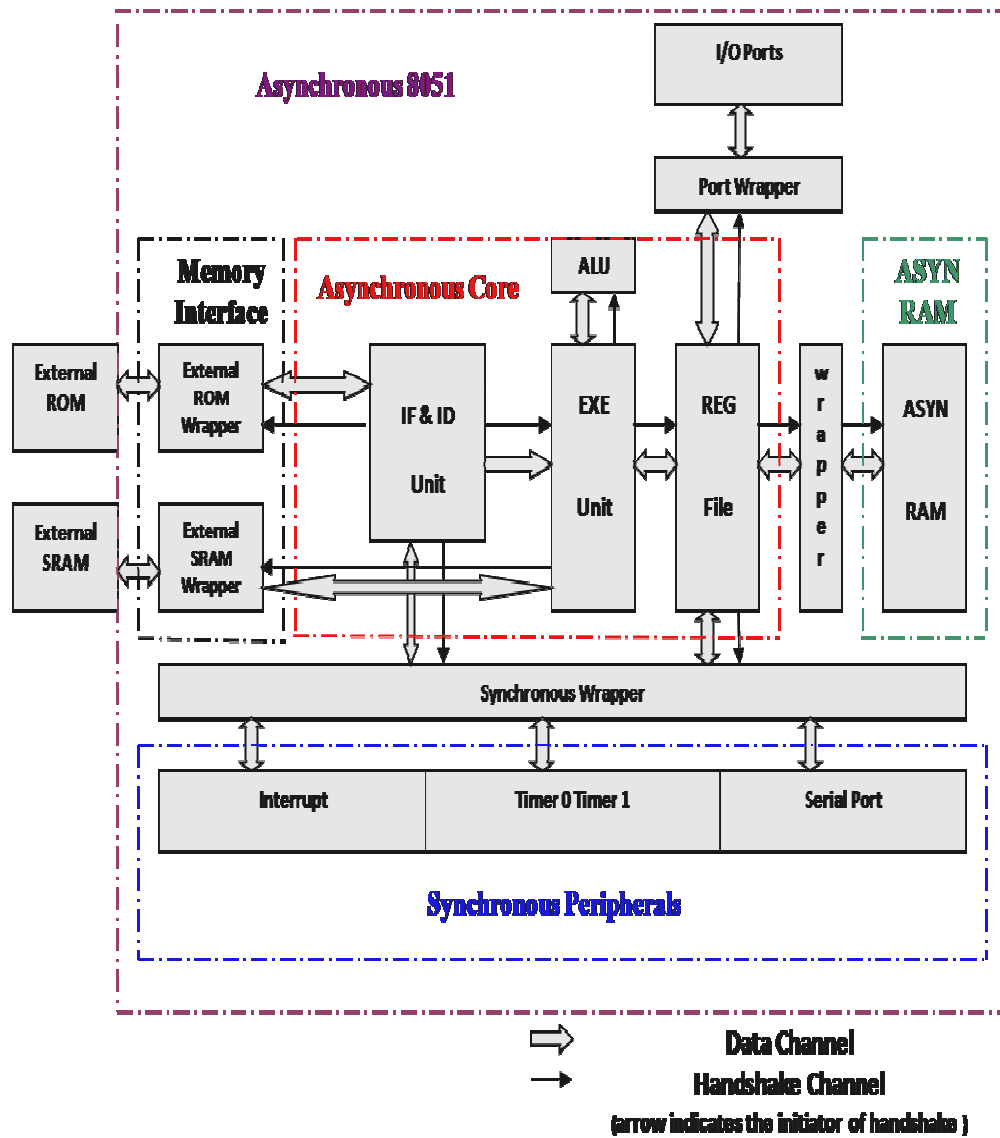 I/O Ports
Asynchronous 8051
Port Wrapper
Memory
Interface
Asynchronous Core
ALU
ASYN
RAM
External
ROM
External
ROM
Wrapper
IF & ID
Unit
EXE
Unit
REG
File
wrapper
ASYN
RAM
External
SRAM
External
SRAM
Wrapper
Synchronous Wrapper
Interrupt
Timer 0 Timer 1
Serial Port
Synchronous Peripherals
Data Channel
Handshake Channel
(arrow indicates the initiator of handshake )